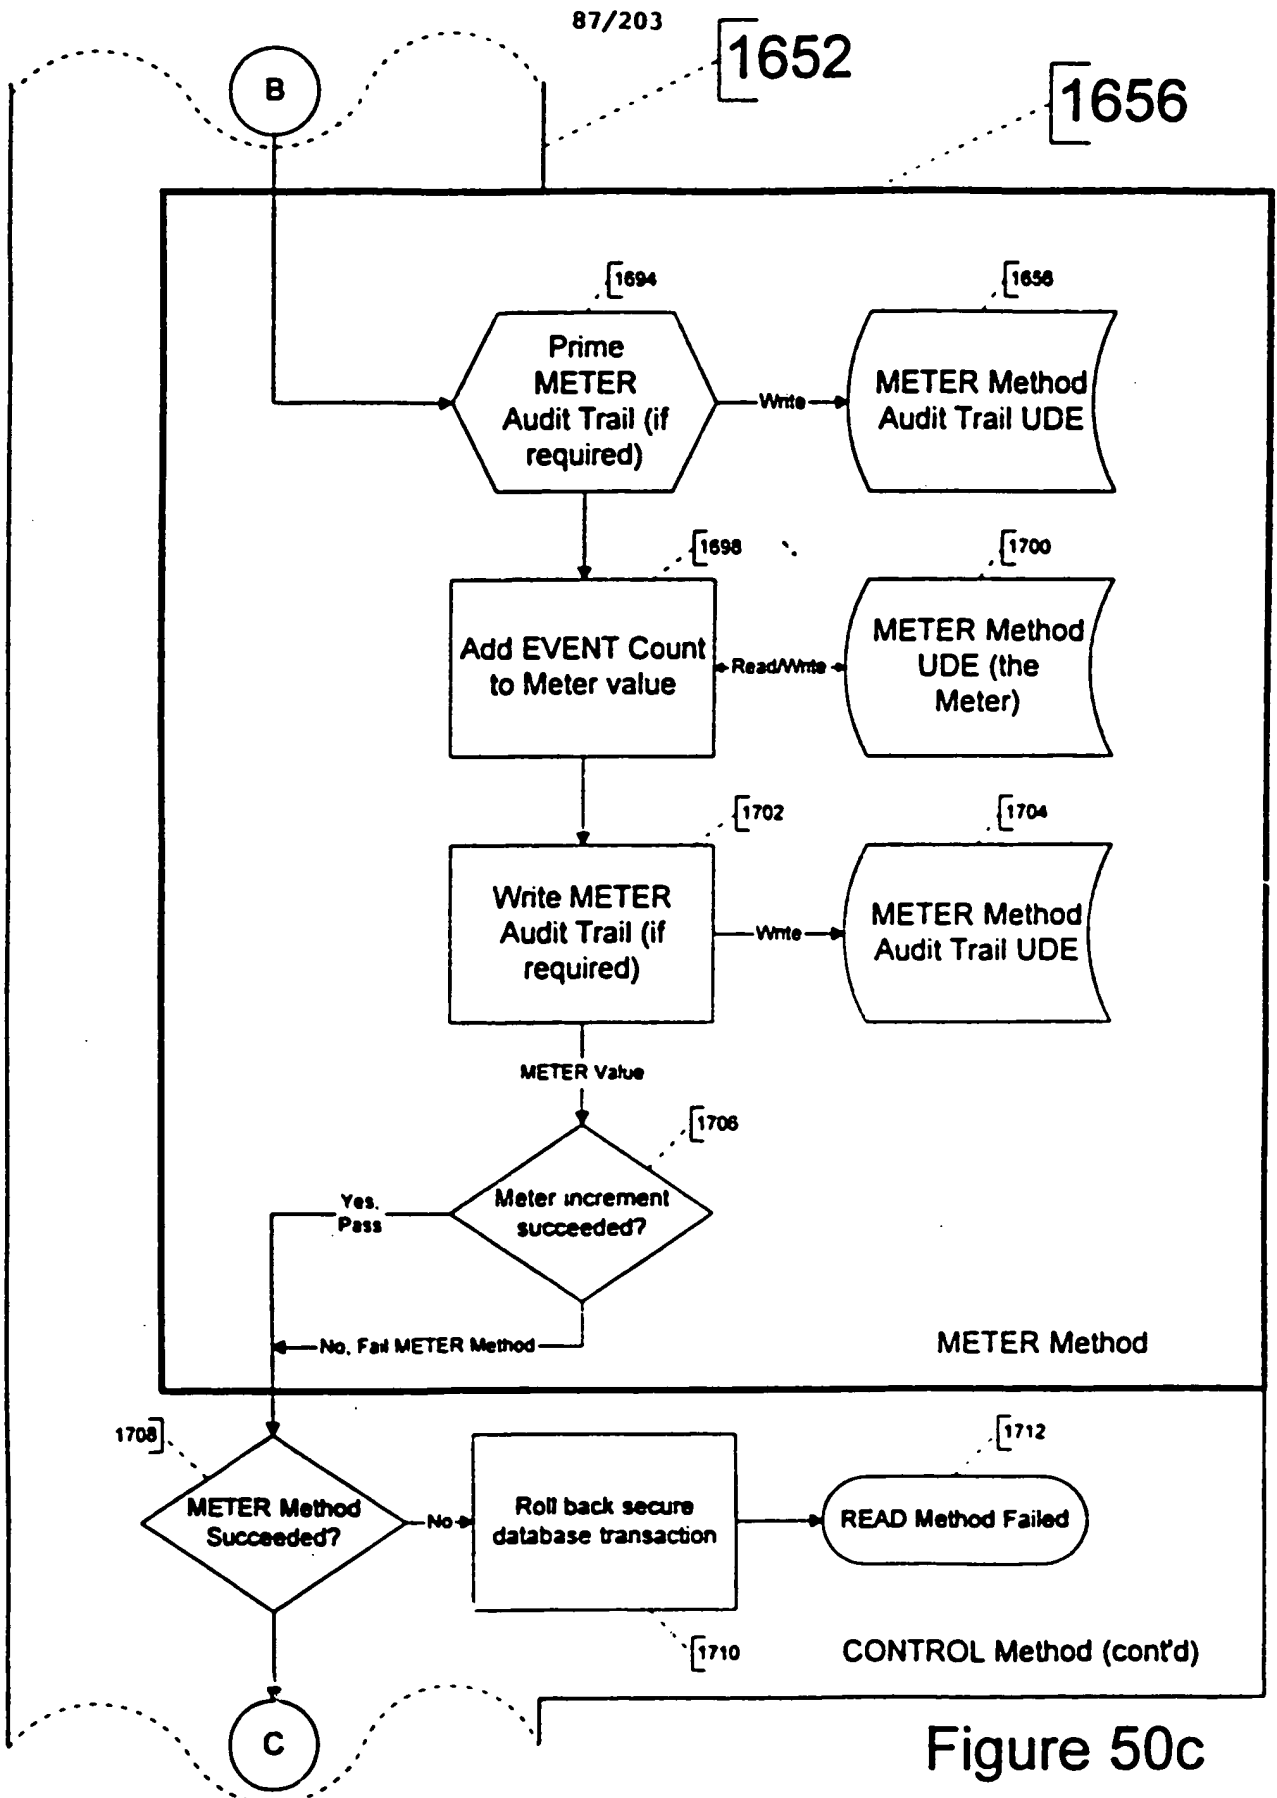 87/203
1652
1656
B
1694
Prime
METER
Audit Trail (if
required)
Write
1656
METER Method
Audit Trail UDE
1698
Add EVENT Count
to Meter value
Read/Write
1700
METER Method
UDE (the
Meter)
1702
Write METER
Audit Trail (if
required)
Write
1704
METER Method
Audit Trail UDE
METER Value
1706
Meter increment
succeeded?
Yes,
Pass
No, Fail METER Method
METER Method
1708
METER Method
Succeeded?
No
Roll back secure
database transaction
1710
1712
READ Method Failed
CONTROL Method (cont'd)
C
Figure 50c